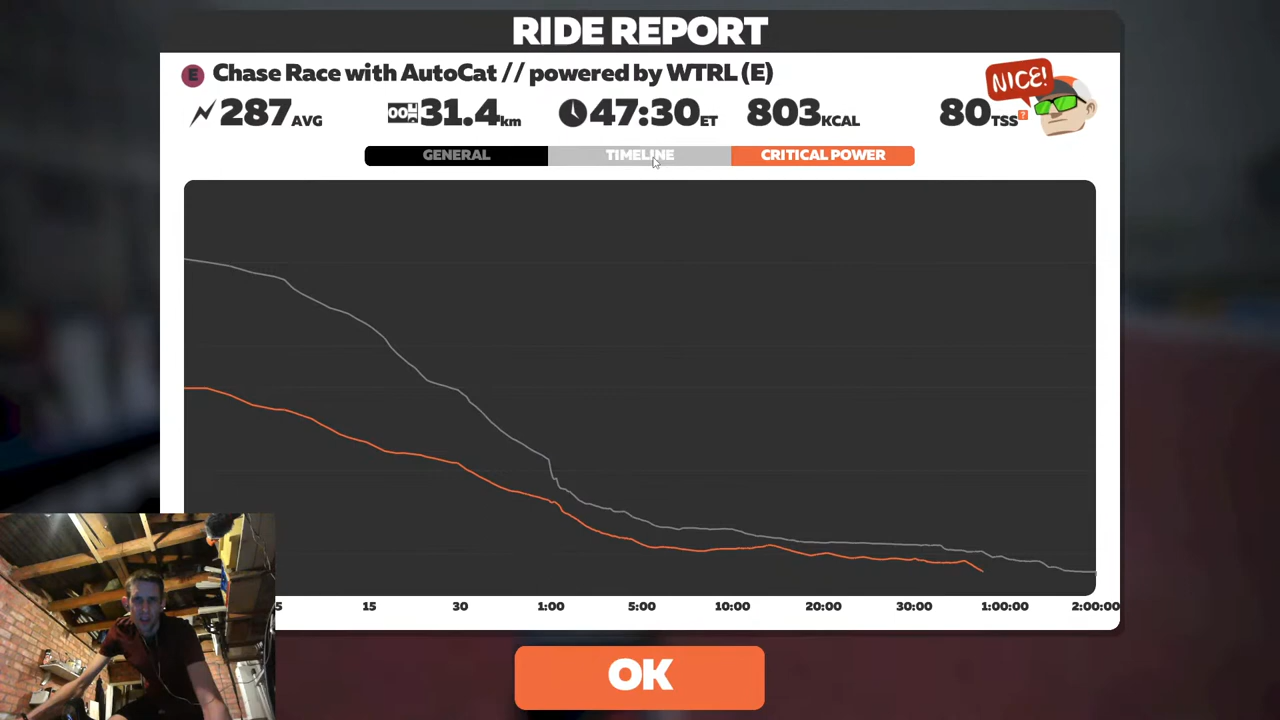 RIDE REPORT
E Chase Race with AutoCat // powered by WTRL (E)
NICE!
287 AVG 31.4 km 47:30 ET 803 KCAL 80 TSS ?
GENERAL TIMELINE CRITICAL POWER
5 15 30 1:00 5:00 10:00 20:00 30:00 1:00:00 2:00:00
OK